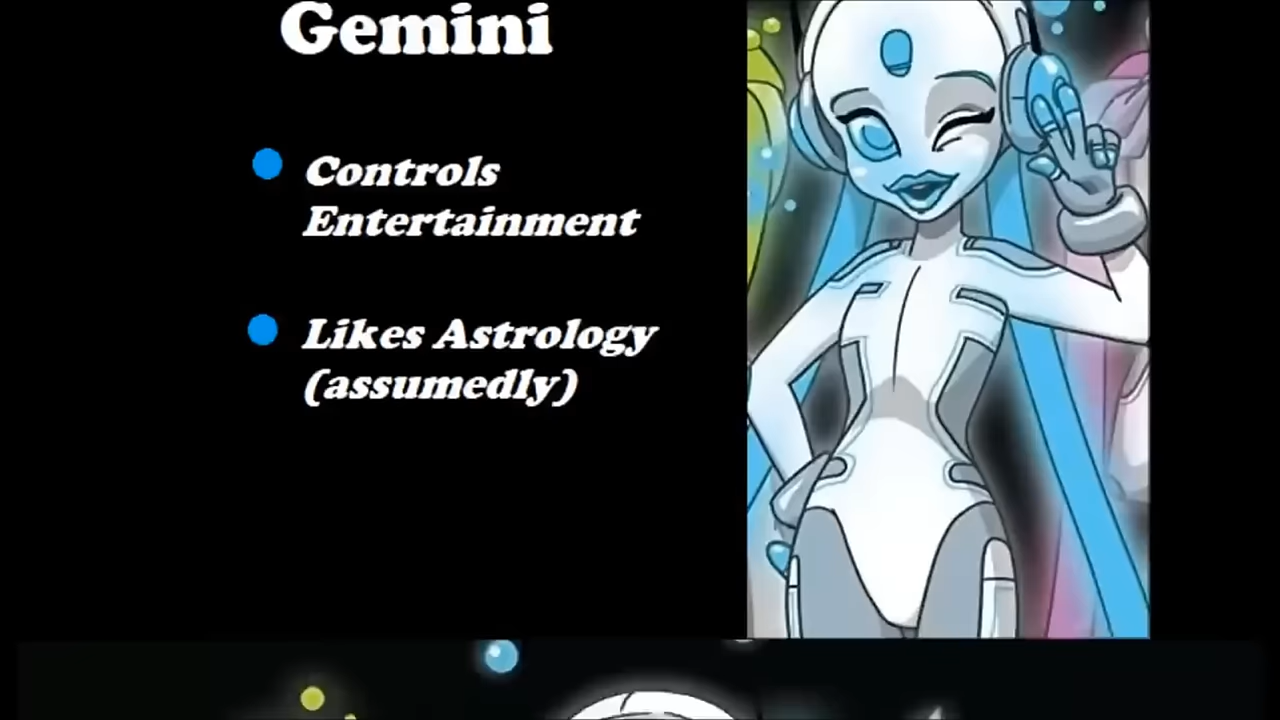 Gemini
Controls
Entertainment
Likes Astrology
(assumedly)